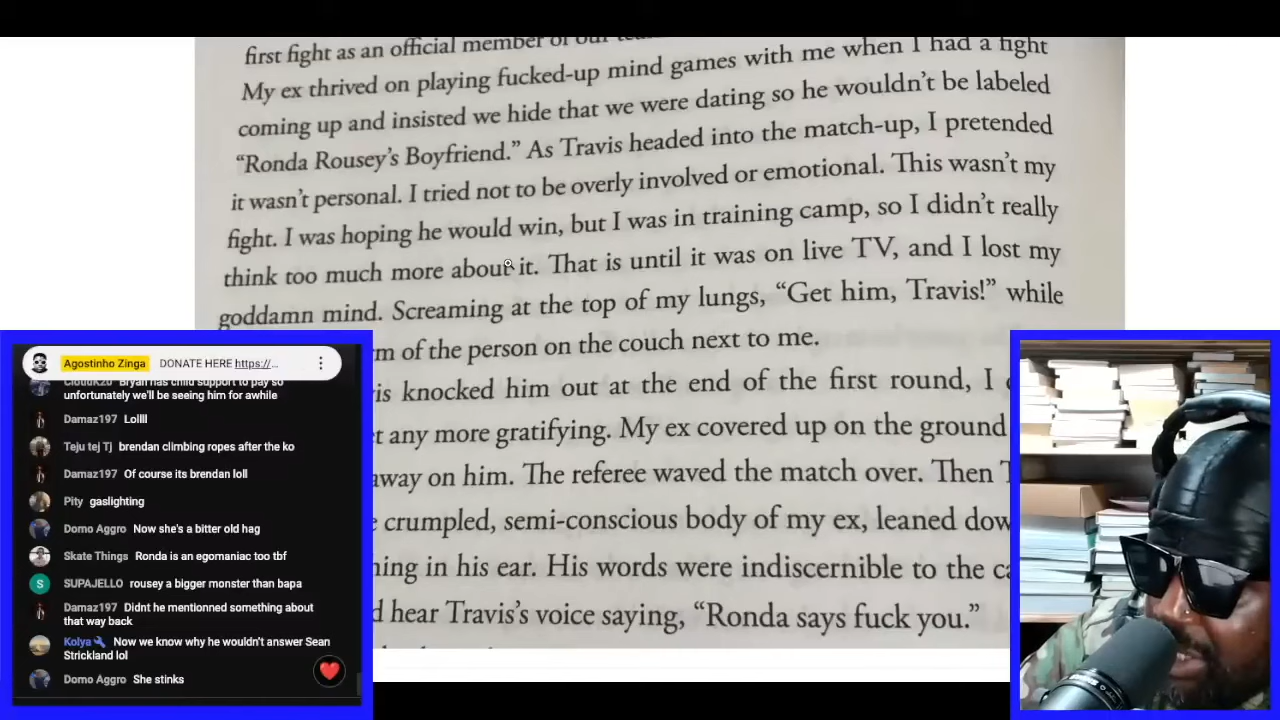 first fight as an official member of our
My ex thrived on playing fucked-up mind games with me when I had a fight
coming up and insisted we hide that we were dating so he wouldn't be labeled
"Ronda Rousey's Boyfriend." As Travis headed into the match-up, I pretended
it wasn't personal. I tried not to be overly involved or emotional. This wasn't my
fight. I was hoping he would win, but I was in training camp, so I didn't really
think too much more about it. That is until it was on live TV, and I lost my
goddamn mind. Screaming at the top of my lungs, "Get him, Travis!" while
m of the person on the couch next to me.
is knocked him out at the end of the first round, I
t any more gratifying. My ex covered up on the ground
away on him. The referee waved the match over. Then
crumpled, semi-conscious body of my ex, leaned dow
ing in his ear. His words were indiscernible to the ca
d hear Travis's voice saying, "Ronda says fuck you."
Agostinho Zinga DONATE HERE https://...
Bryan has child support to pay so
unfortunately we'll be seeing him for awhile
Damaz197 Lollll
Teju tej Tj brendan climbing ropes after the ko
Damaz197 Of course its brendan loll
Pity gaslighting
Domo Aggro Now she's a bitter old hag
Skate Things Ronda is an egomaniac too tbf
S SUPAJELLO rousey a bigger monster than bapa
Damaz197 Didnt he mentionned something about
that way back
Kolya Now we know why he wouldn't answer Sean
Strickland lol
Domo Aggro She stinks